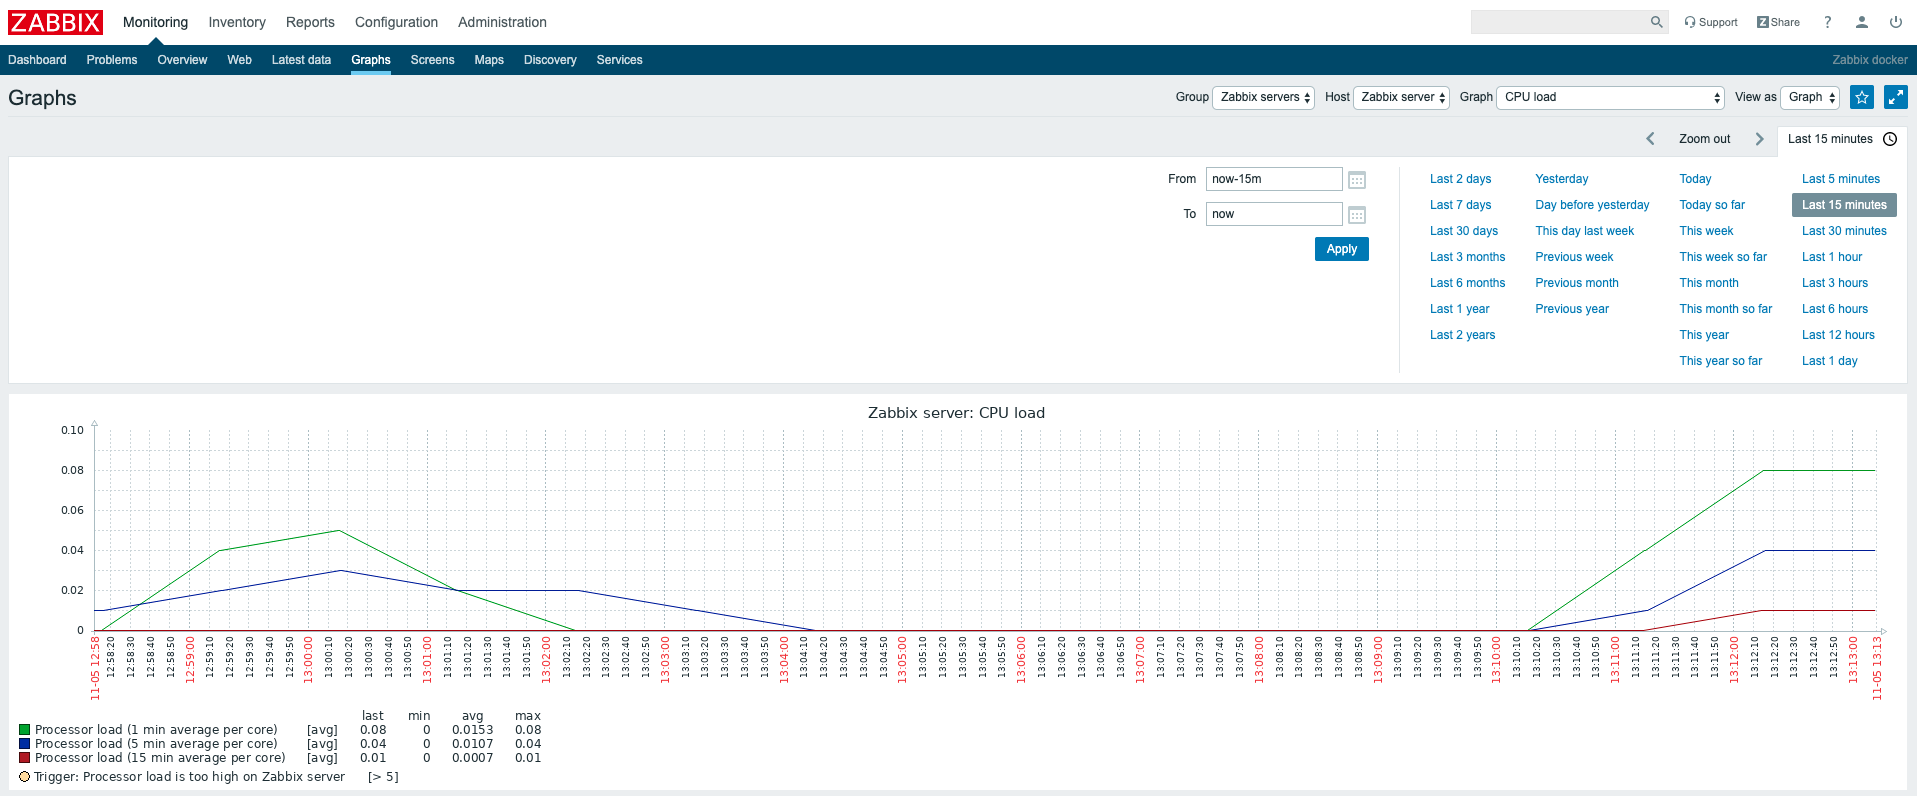 ZABBIX Monitoring Inventory Reports Configuration Administration Support Z Share ?
Dashboard Problems Overview Web Latest data Graphs Screens Maps Discovery Services Zabbix docker
Graphs Group Zabbix servers Host Zabbix server Graph CPU load View as Graph
Zoom out Last 15 minutes
From now-15m
To now
Apply
Last 2 days Yesterday Today Last 5 minutes
Last 7 days Day before yesterday Today so far Last 15 minutes
Last 30 days This day last week This week Last 30 minutes
Last 3 months Previous week This week so far Last 1 hour
Last 6 months Previous month This month Last 3 hours
Last 1 year Previous year This month so far Last 6 hours
Last 2 years This year Last 12 hours
This year so far Last 1 day
Zabbix server: CPU load
0.10
0.08
0.06
0.04
0.02
0
11-05 12:58 12:58:20 12:58:30 12:58:40 12:58:50 12:59:00 12:59:10 12:59:20 12:59:30 12:59:40 12:59:50 13:00:00 13:00:10 13:00:20 13:00:30 13:00:40 13:00:50 13:01:00 13:01:10 13:01:20 13:01:30 13:01:40 13:01:50 13:02:00 13:02:10 13:02:20 13:02:30 13:02:40 13:02:50 13:03:00 13:03:10 13:03:20 13:03:30 13:03:40 13:03:50 13:04:00 13:04:10 13:04:20 13:04:30 13:04:40 13:04:50 13:05:00 13:05:10 13:05:20 13:05:30 13:05:40 13:05:50 13:06:00 13:06:10 13:06:20 13:06:30 13:06:40 13:06:50 13:07:00 13:07:10 13:07:20 13:07:30 13:07:40 13:07:50 13:08:00 13:08:10 13:08:20 13:08:30 13:08:40 13:08:50 13:09:00 13:09:10 13:09:20 13:09:30 13:09:40 13:09:50 13:10:00 13:10:10 13:10:20 13:10:30 13:10:40 13:10:50 13:11:00 13:11:10 13:11:20 13:11:30 13:11:40 13:11:50 13:12:00 13:12:10 13:12:20 13:12:30 13:12:40 13:12:50 13:13:00 11-05 13:13
last min avg max
Processor load (1 min average per core) [avg] 0.08 0 0.0153 0.08
Processor load (5 min average per core) [avg] 0.04 0 0.0107 0.04
Processor load (15 min average per core) [avg] 0.01 0 0.0007 0.01
Trigger: Processor load is too high on Zabbix server [> 5]